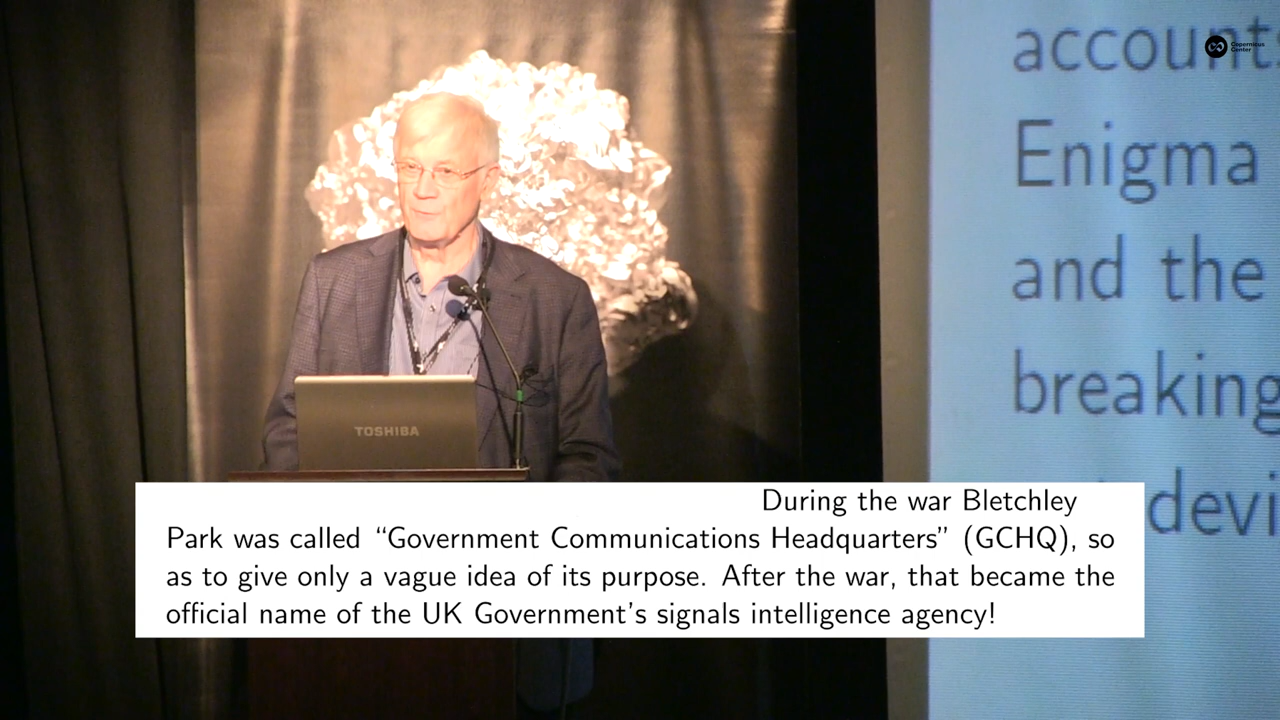 accounts
Copernicus
Center
Enigma
and the
breaking
devi
TOSHIBA
During the war Bletchley
Park was called “Government Communications Headquarters” (GCHQ), so
as to give only a vague idea of its purpose. After the war, that became the
official name of the UK Government’s signals intelligence agency!